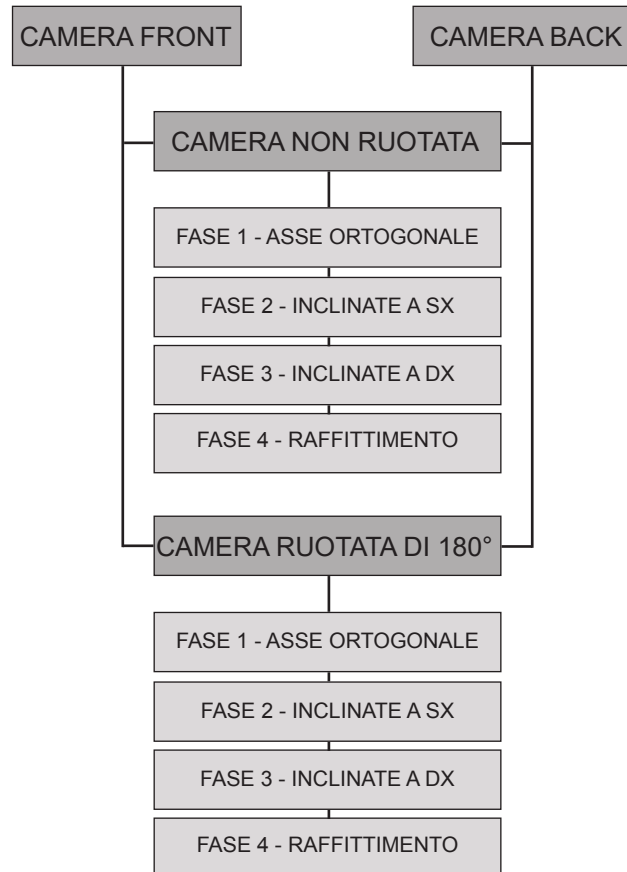 CAMERA FRONT
CAMERA BACK
CAMERA NON RUOTATA
FASE 1 - ASSE ORTOGONALE
FASE 2 - INCLINATE A SX
FASE 3 - INCLINATE A DX
FASE 4 - RAFFITTIMENTO
CAMERA RUOTATA DI 180°
FASE 1 - ASSE ORTOGONALE
FASE 2 - INCLINATE A SX
FASE 3 - INCLINATE A DX
FASE 4 - RAFFITTIMENTO